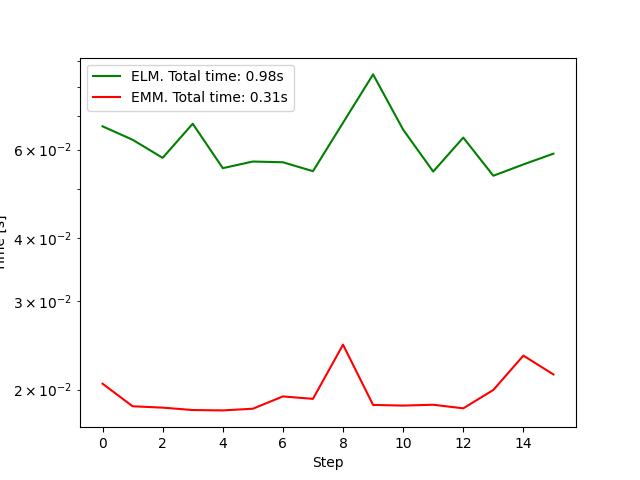 ELM. Total time: 0.98s
EMM. Total time: 0.31s
6 × 10⁻²
4 × 10⁻²
3 × 10⁻²
2 × 10⁻²
Time [s]
0 2 4 6 8 10 12 14
Step